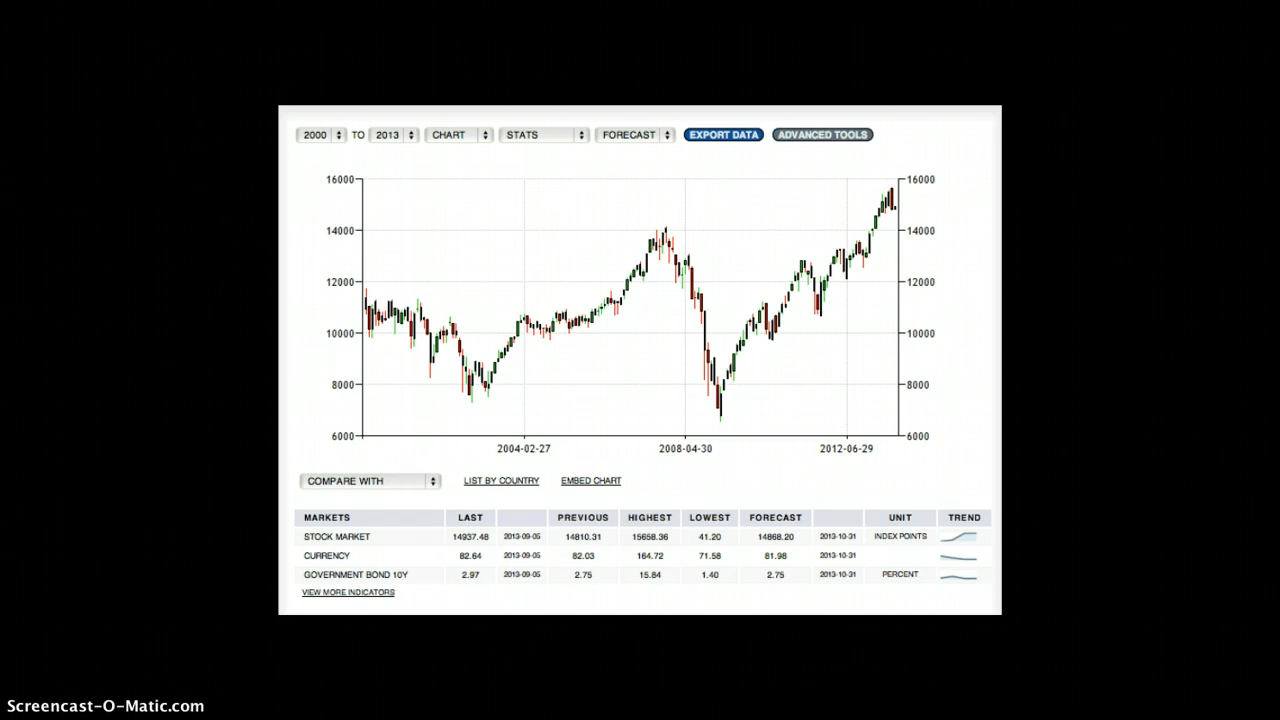 2000 TO 2013 CHART STATS FORECAST EXPORT DATA ADVANCED TOOLS
16000 16000
14000 14000
12000 12000
10000 10000
8000 8000
6000 6000
2004-02-27 2008-04-30 2012-06-29
COMPARE WITH LIST BY COUNTRY EMBED CHART
MARKETS LAST PREVIOUS HIGHEST LOWEST FORECAST UNIT TREND
STOCK MARKET 14937.48 2013-09-05 14810.31 15658.36 41.20 14868.20 2013-10-31 INDEX POINTS
CURRENCY 82.64 2013-09-05 82.03 164.72 71.58 81.98 2013-10-31
GOVERNMENT BOND 10Y 2.97 2013-09-05 2.75 15.84 1.40 2.75 2013-10-31 PERCENT
VIEW MORE INDICATORS
Screencast-O-Matic.com